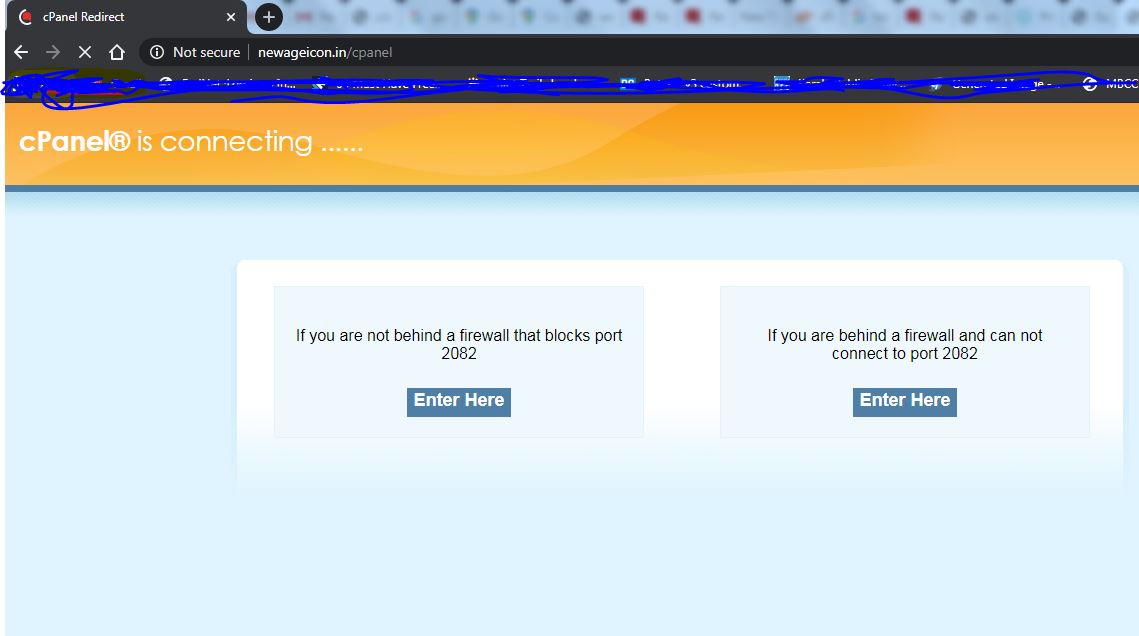 cPanel Redirect
Not secure
newageicon.in/cpanel
MBCC
cPanel® is connecting ......
If you are not behind a firewall that blocks port
2082
Enter Here
If you are behind a firewall and can not
connect to port 2082
Enter Here